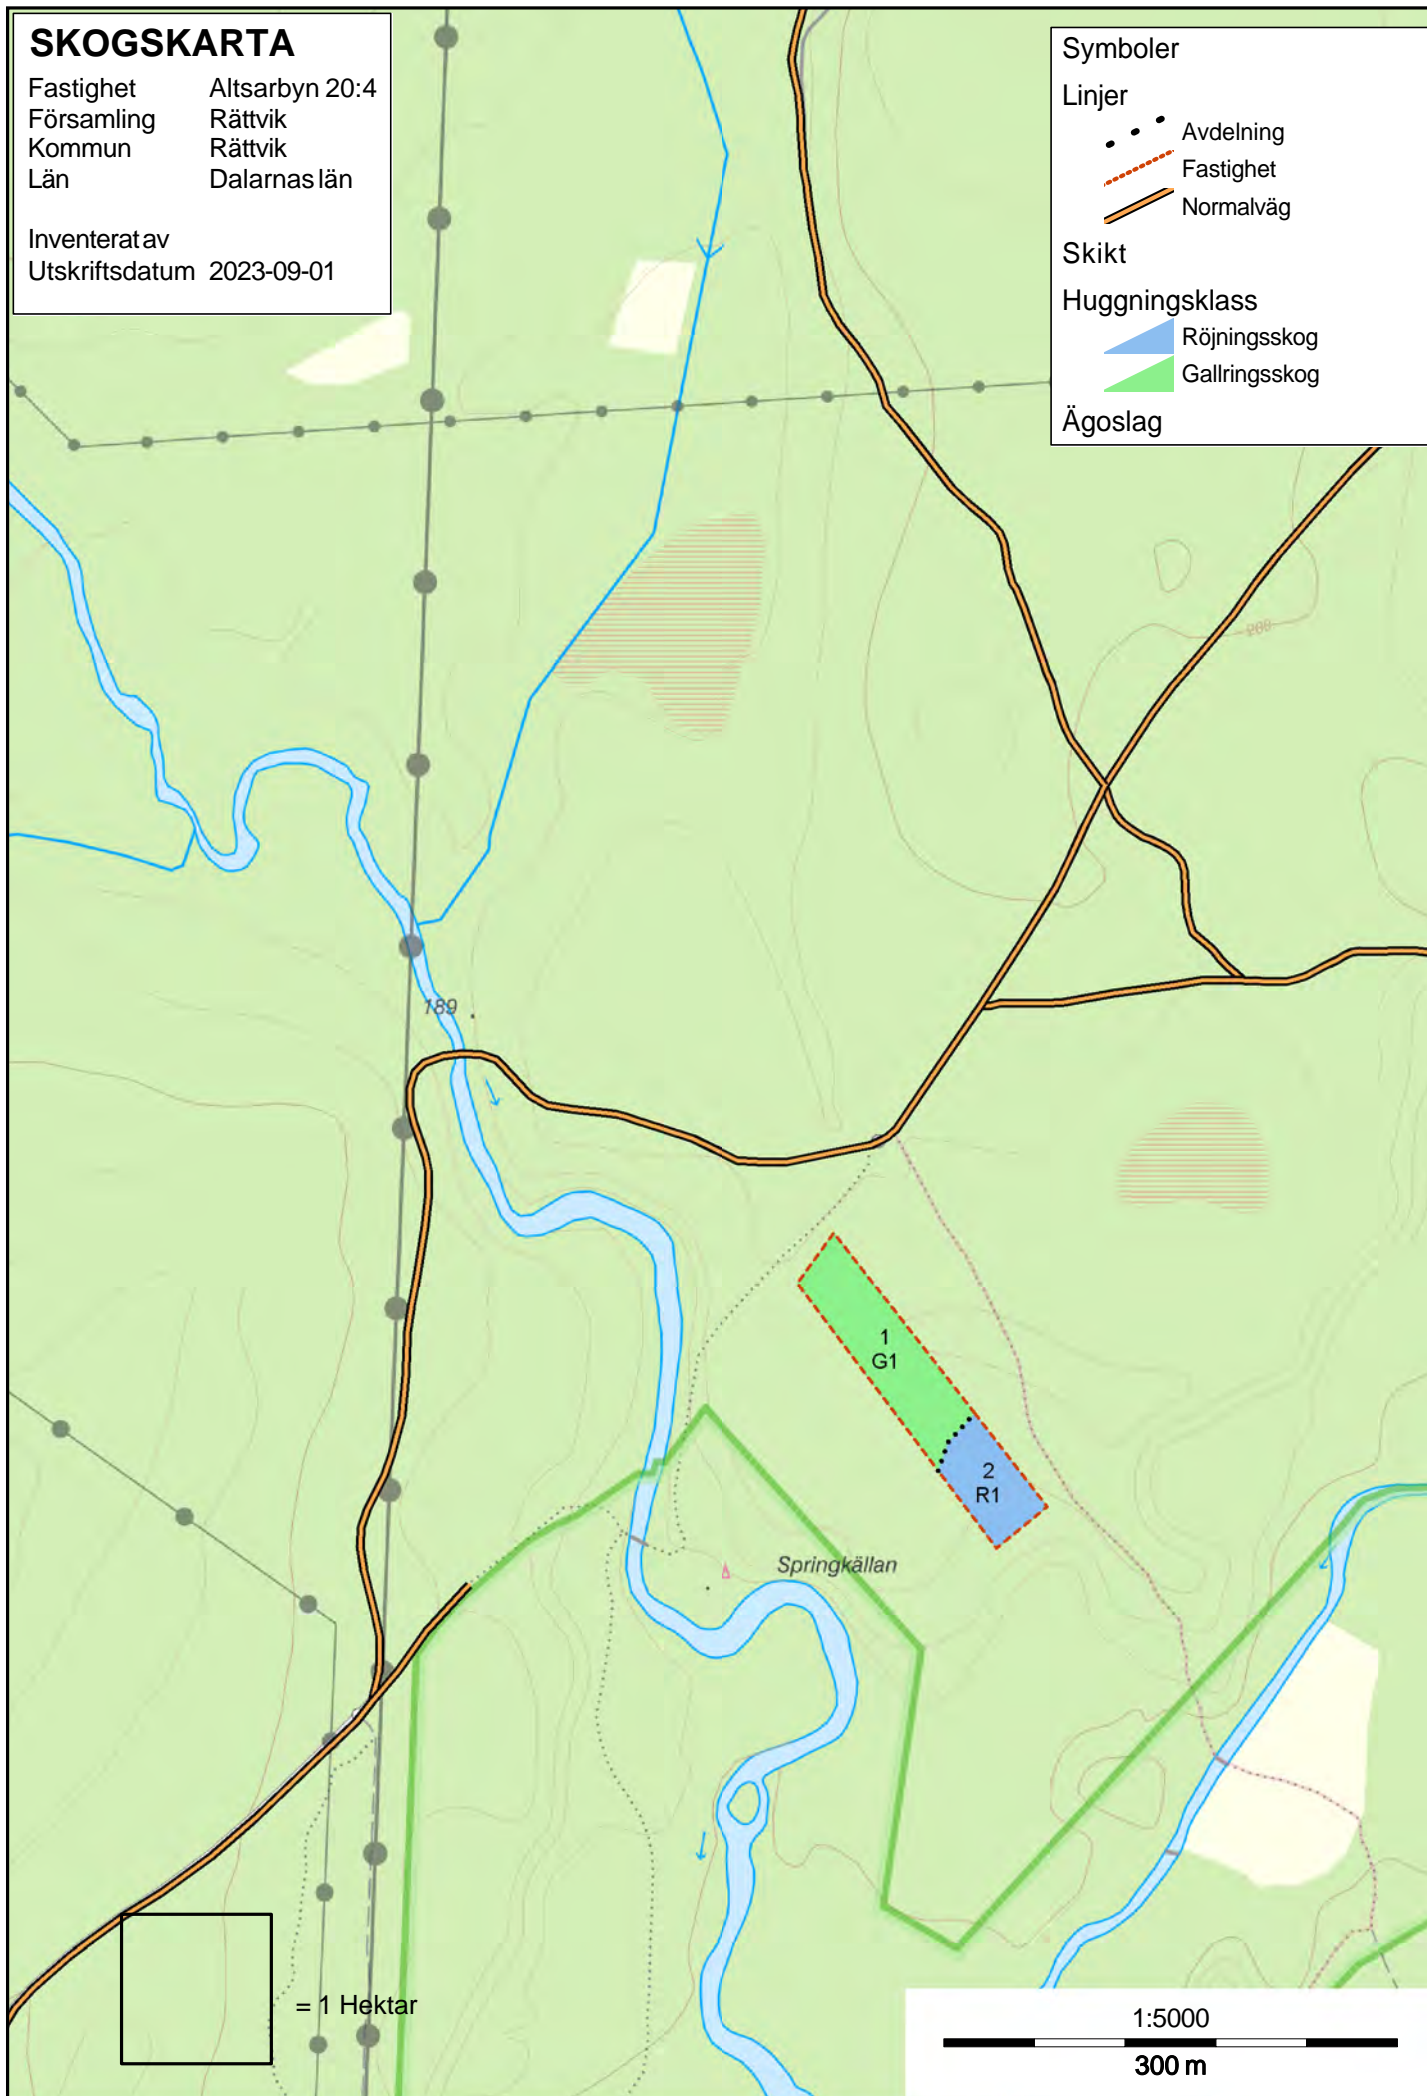 SKOGSKARTA
Fastighet Altsarbyn 20:4
Församling Rättvik
Kommun Rättvik
Län Dalarnas län
Inventerat av
Utskriftsdatum 2023-09-01
Symboler
Linjer
Avdelning
Fastighet
Normalväg
Skikt
Huggningsklass
Röjningsskog
Gallringsskog
Ägoslag
189
1
G1
2
R1
Springkällan
= 1 Hektar
1:5000
300 m